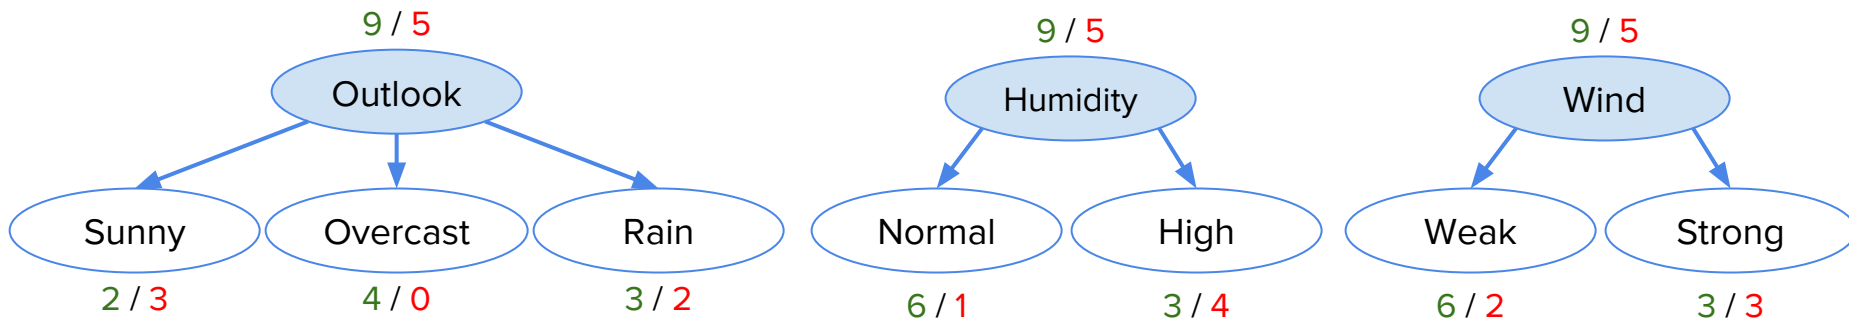 9 / 5
Outlook
Sunny
Overcast
Rain
2 / 3
4 / 0
3 / 2
9 / 5
Humidity
Normal
High
6 / 1
3 / 4
9 / 5
Wind
Weak
Strong
6 / 2
3 / 3